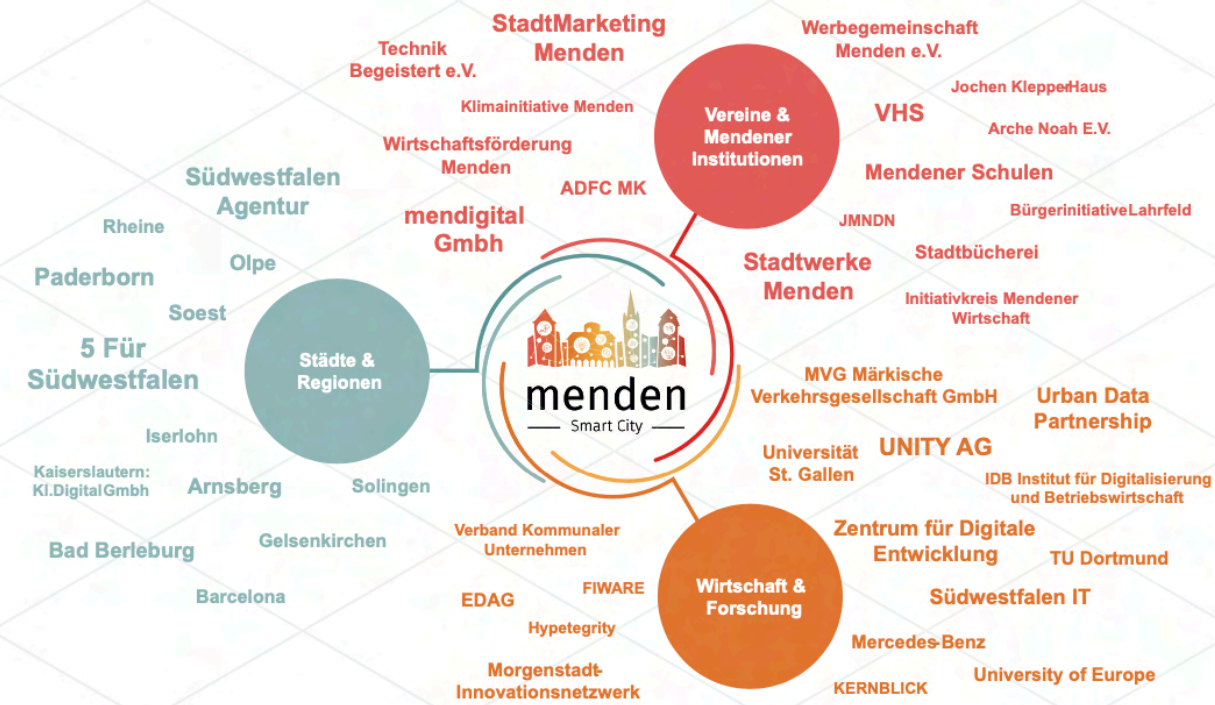 StadtMarketing
Menden
Technik
Begeistert e.V.
Klimainitiative Menden
Wirtschaftsförderung
Menden
ADFC MK
mendigital
Gmbh
Vereine &
Mendener
Institutionen
Werbegemeinschaft
Menden e.V.
Jochen Klepper-Haus
VHS
Arche Noah E.V.
Mendener Schulen
Bürgerinitiative Lahrfeld
JMNDN
Stadtbücherei
Stadtwerke
Menden
Initiativkreis Mendener
Wirtschaft
Südwestfalen
Agentur
Rheine
Olpe
Paderborn
Soest
5 Für
Südwestfalen
Städte &
Regionen
Iserlohn
Kaiserslautern:
Kl.Digital Gmbh
Arnsberg
Solingen
Bad Berleburg
Gelsenkirchen
Barcelona
menden
Smart City
MVG Märkische
Verkehrsgesellschaft GmbH
Urban Data
Partnership
Universität
St. Gallen
UNITY AG
IDB Institut für Digitalisierung
und Betriebswirtschaft
Zentrum für Digitale
Entwicklung
TU Dortmund
Verband Kommunaler
Unternehmen
FIWARE
EDAG
Hypetegrity
Morgenstadt-
Innovationsnetzwerk
Wirtschaft &
Forschung
Südwestfalen IT
Mercedes-Benz
University of Europe
KERNBLICK